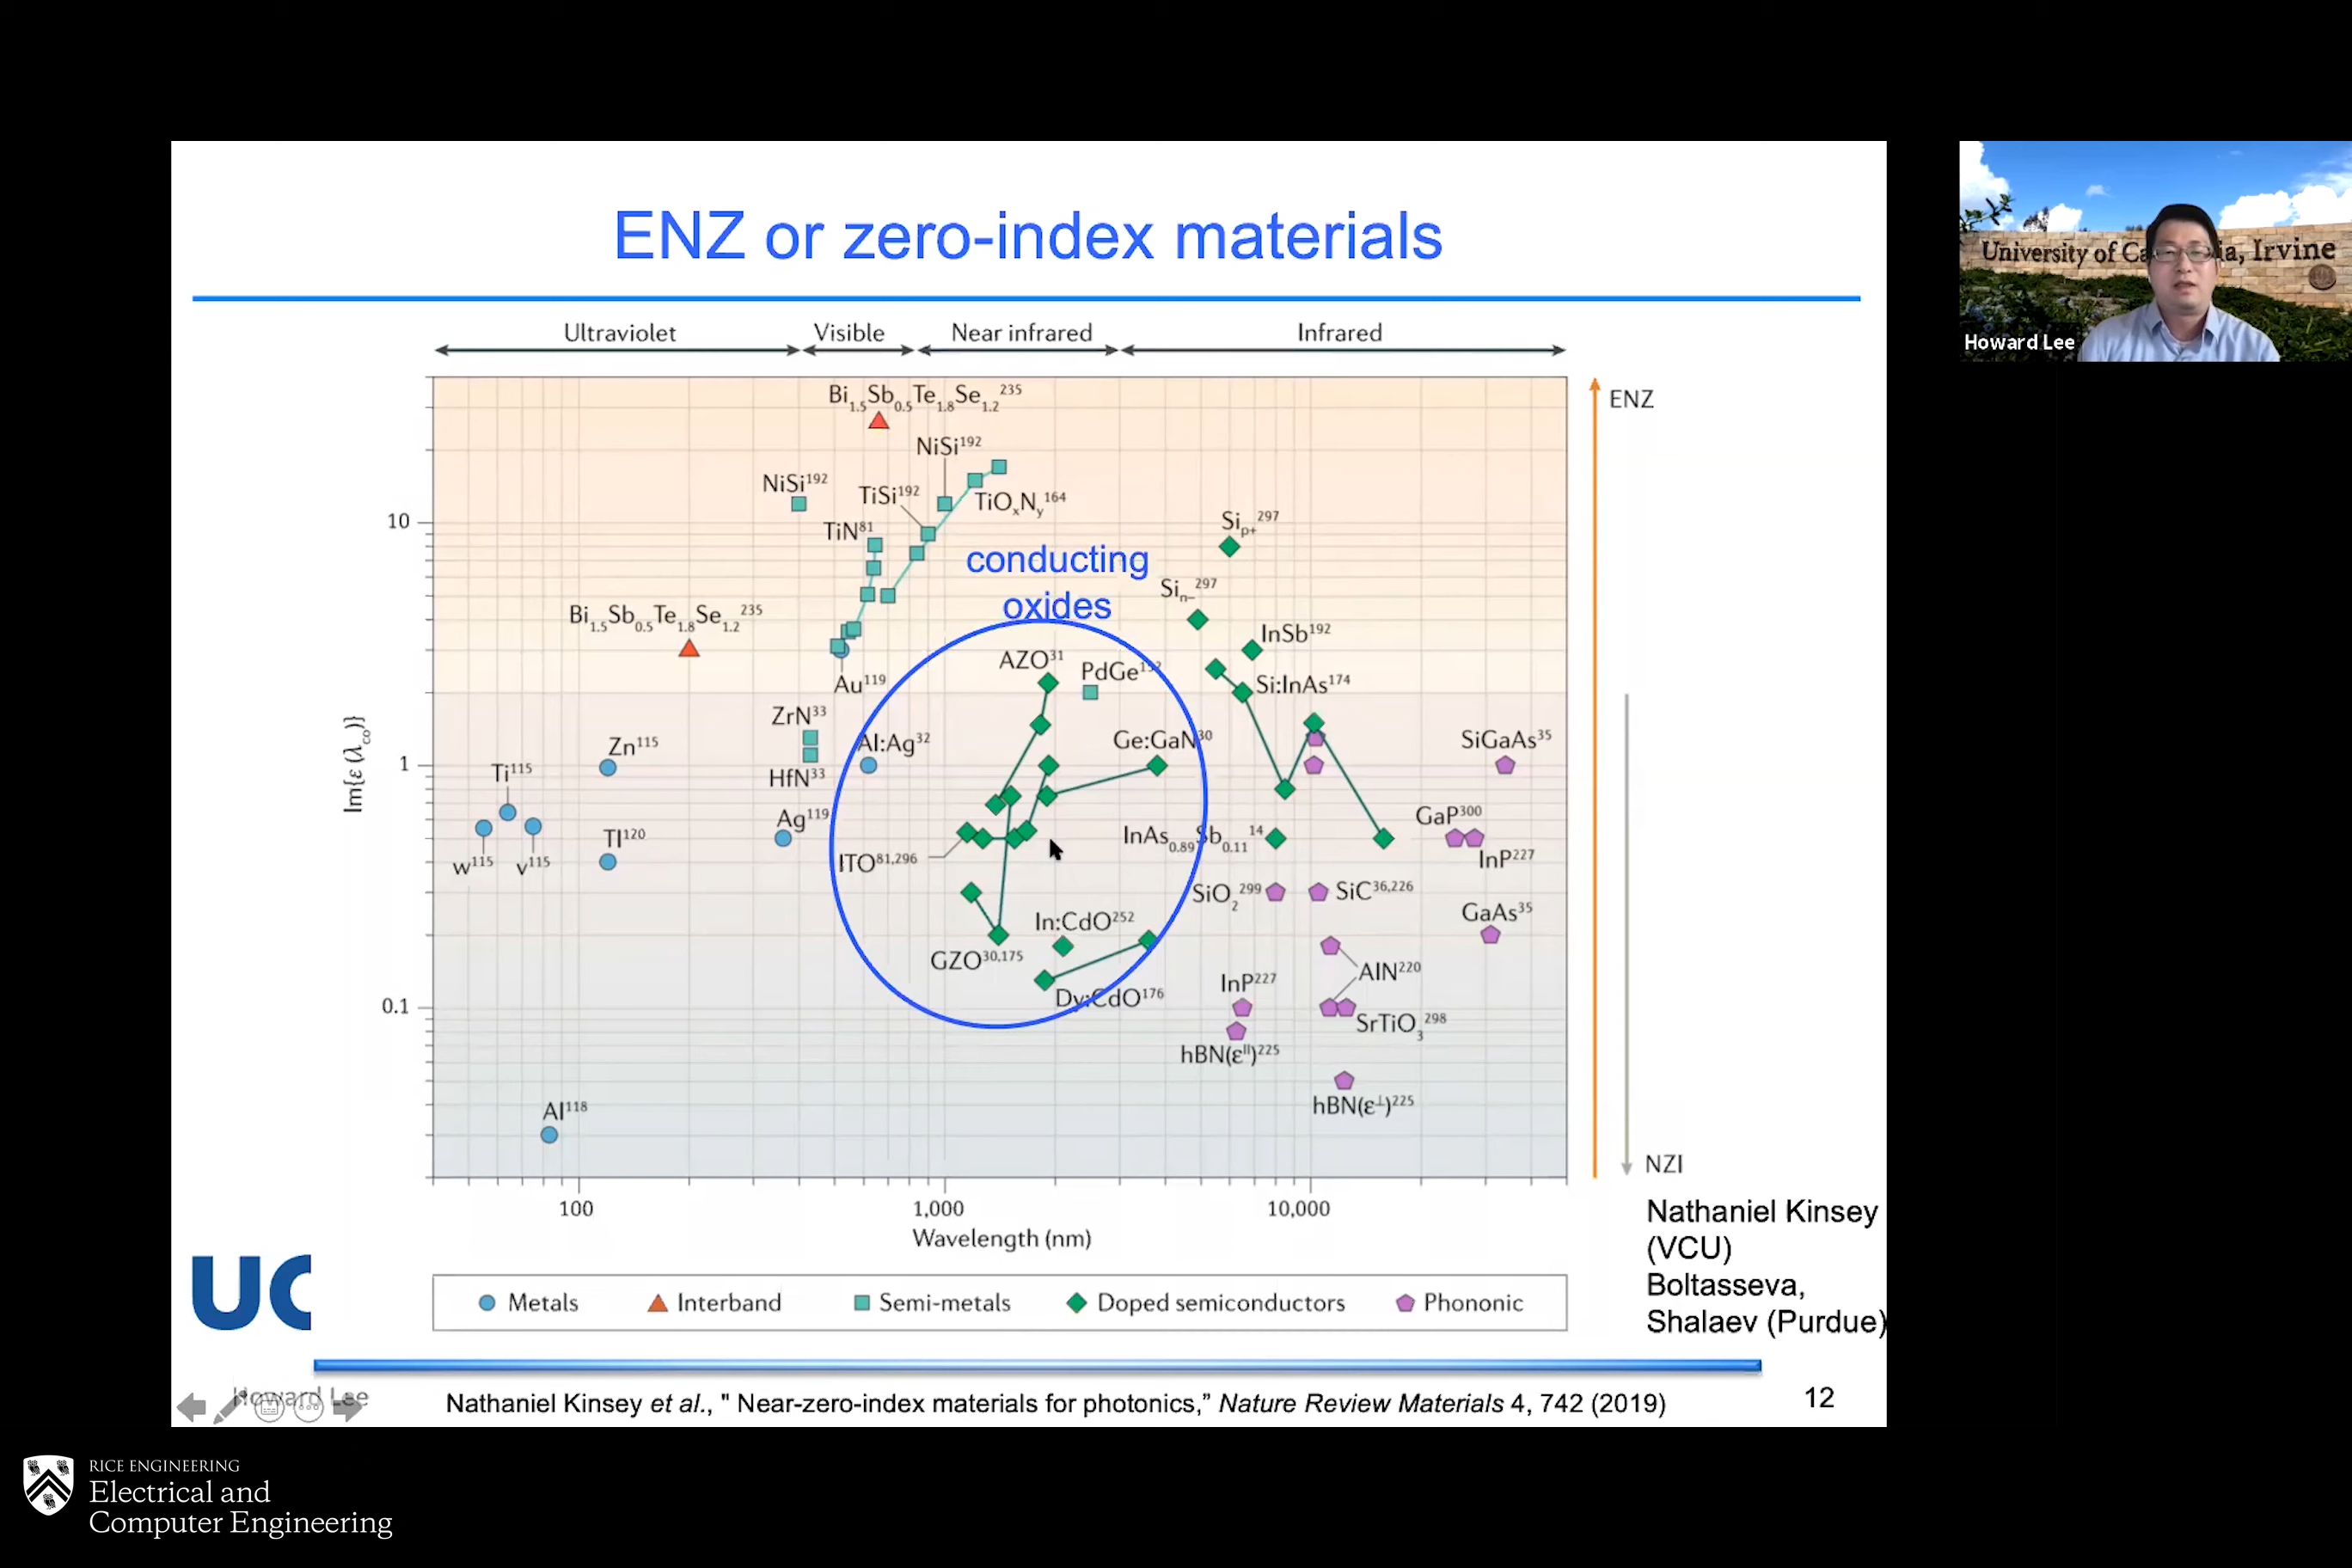 ENZ or zero-index materials
Ultraviolet
Visible
Near infrared
Infrared
Bi1.5Sb0.5Te1.8Se1.2 235
NiSi192
NiSi192
TiSi192
TiOxNy 164
TiN81
10
conducting
oxides
Sip+ 297
Sin– 297
Bi1.5Sb0.5Te1.8Se1.2 235
InSb192
AZO31
PdGe192
Au119
Si:InAs174
ZrN33
Al:Ag32
Ge:GaN30
SiGaAs35
Zn115
1
Ti115
HfN33
Ag119
GaP300
Tl120
InAs0.89Sb0.11 14
w115
v115
ITO81,296
InP227
SiO2 299
SiC36,226
In:CdO252
GaAs35
GZO30,175
AlN220
InP227
Dy:CdO176
0.1
SrTiO3 298
hBN(ε||)225
hBN(ε⊥)225
Al118
Im{ε (λco)}
ENZ
NZI
100
1,000
10,000
Wavelength (nm)
Metals
Interband
Semi-metals
Doped semiconductors
Phononic
Nathaniel Kinsey
(VCU)
Boltasseva,
Shalaev (Purdue)
UC
Howard Lee
Nathaniel Kinsey et al., " Near-zero-index materials for photonics,” Nature Review Materials 4, 742 (2019)
12
University of Ca ia, Irvine
Howard Lee
RICE ENGINEERING
Electrical and
Computer Engineering